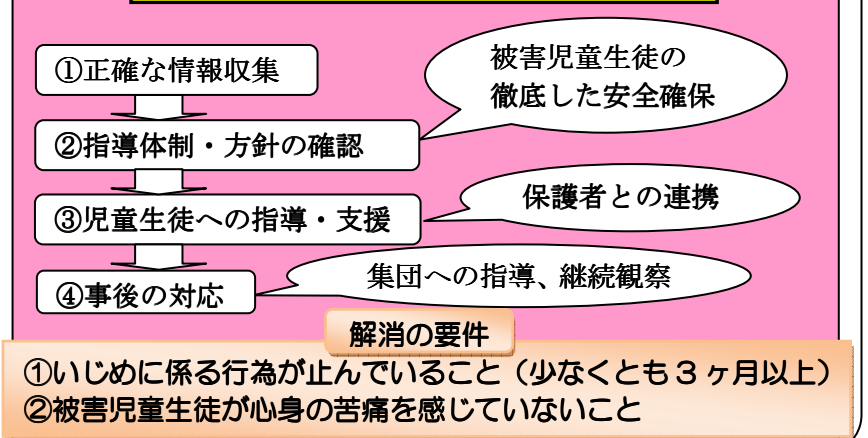 ①正確な情報収集
被害児童生徒の
徹底した安全確保
②指導体制・方針の確認
③児童生徒への指導・支援
保護者との連携
④事後の対応
集団への指導、継続観察
解消の要件
①いじめに係る行為が止んでいること（少なくとも３ヶ月以上）
②被害児童生徒が心身の苦痛を感じていないこと